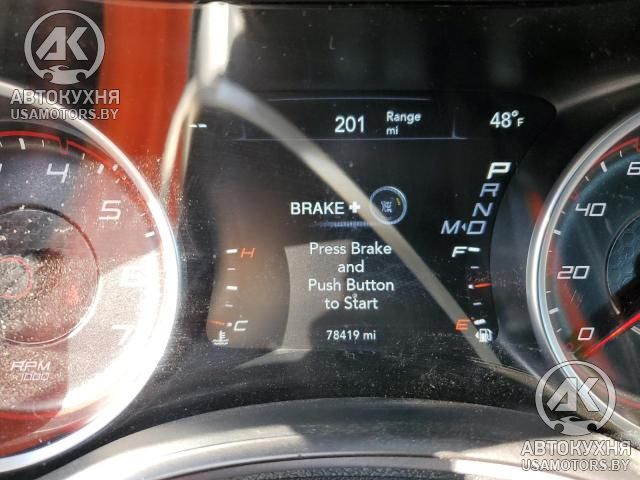 АК
АВТОКУХНЯ
USAMOTORS.BY
201 Range
mi
48°F
P
R
N
M D
BRAKE +
Press Brake
and
Push Button
to Start
78419 mi
H
C
F
E
4
5
7
RPM
x1000
6
40
20
0
АК
АВТОКУХНЯ
USAMOTORS.BY